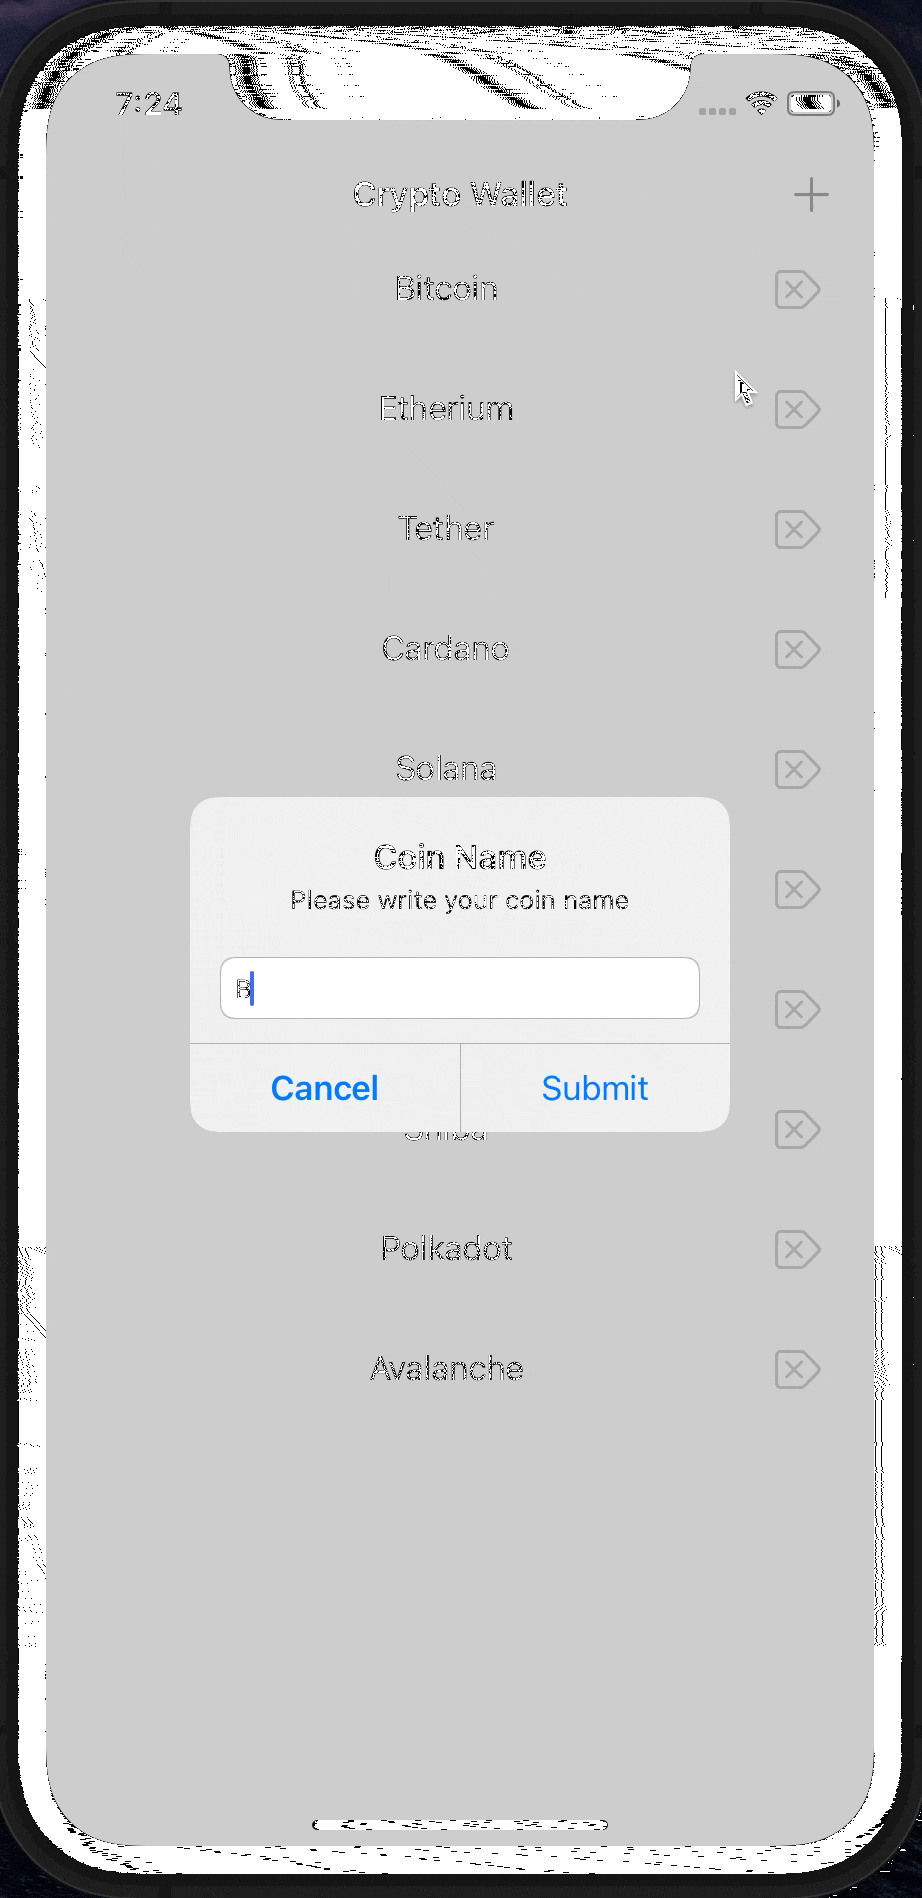 7:24
Crypto Wallet
Bitcoin
Etherium
Tether
Cardano
Solana
Coin Name
Please write your coin name
B
Cancel Submit
Shiba
Polkadot
Avalanche